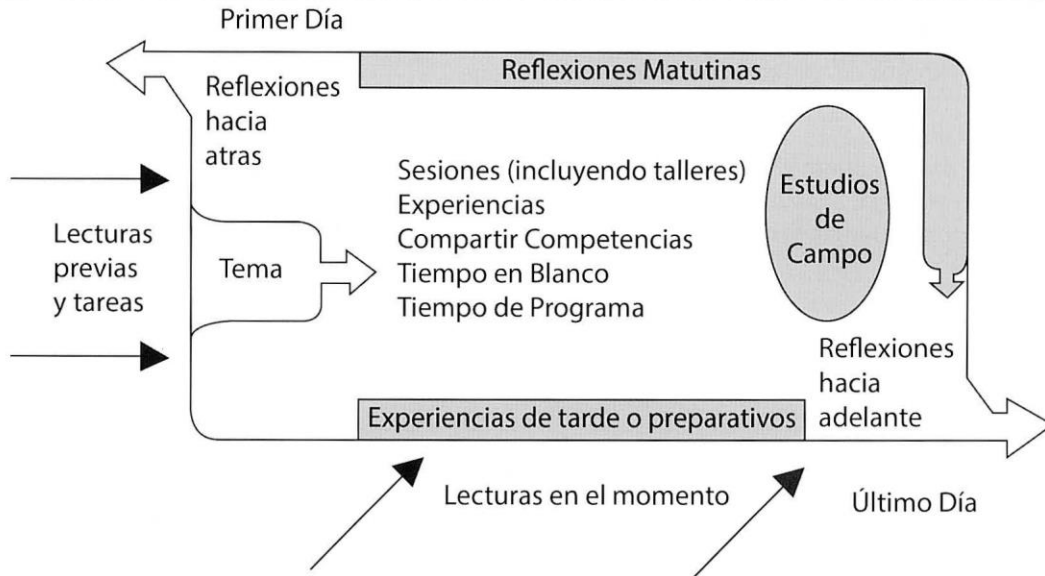 Primer Día
Reflexiones Matutinas
Reflexiones
hacia
atras
Sesiones (incluyendo talleres)
Experiencias
Compartir Competencias
Tiempo en Blanco
Tiempo de Programa
Estudios
de
Campo
Lecturas
previas
y tareas
Tema
Reflexiones
hacia
adelante
Experiencias de tarde o preparativos
Lecturas en el momento
Último Día